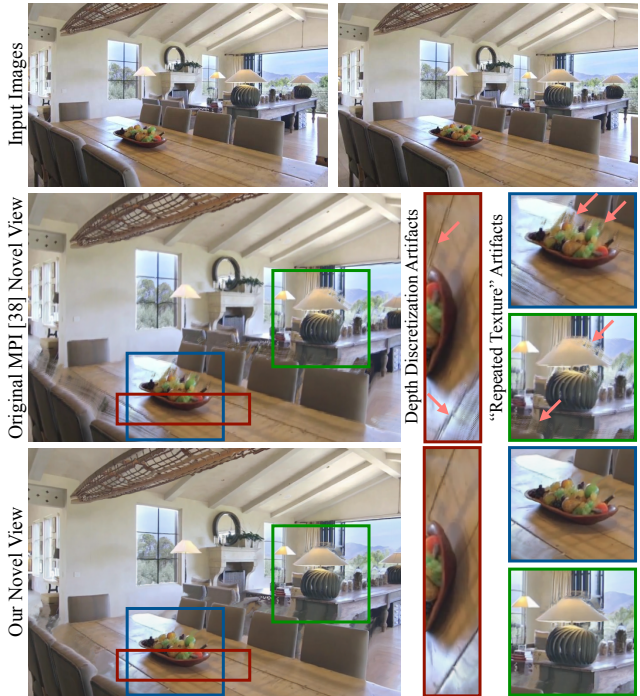 Input Images
Original MPI [38] Novel View
Depth Discretization Artifacts
“Repeated Texture” Artifacts
Our Novel View